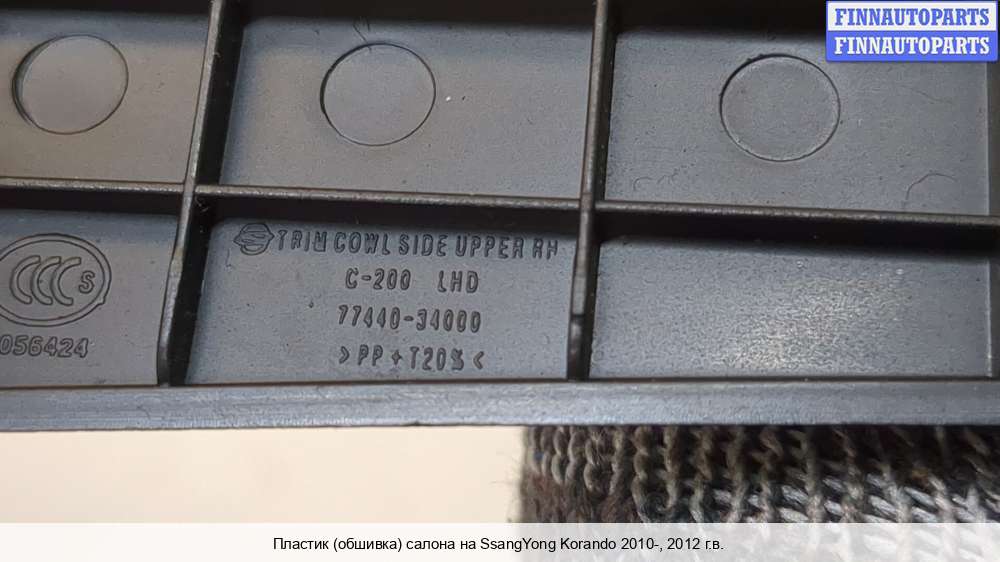 FINNAUTOPARTS
FINNAUTOPARTS
TRIM COWL SIDE UPPER RH
C-200 LHD
77440-34000
>PP+T20%<
CCC S
056424
Пластик (обшивка) салона на SsangYong Korando 2010-, 2012 г.в.